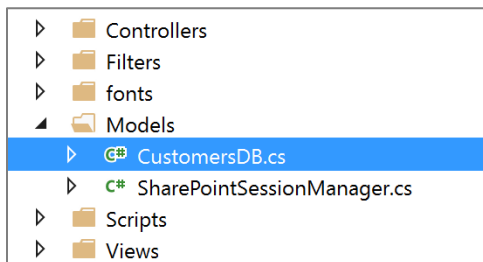 Controllers
Filters
fonts
Models
C# CustomersDB.cs
C# SharePointSessionManager.cs
Scripts
Views